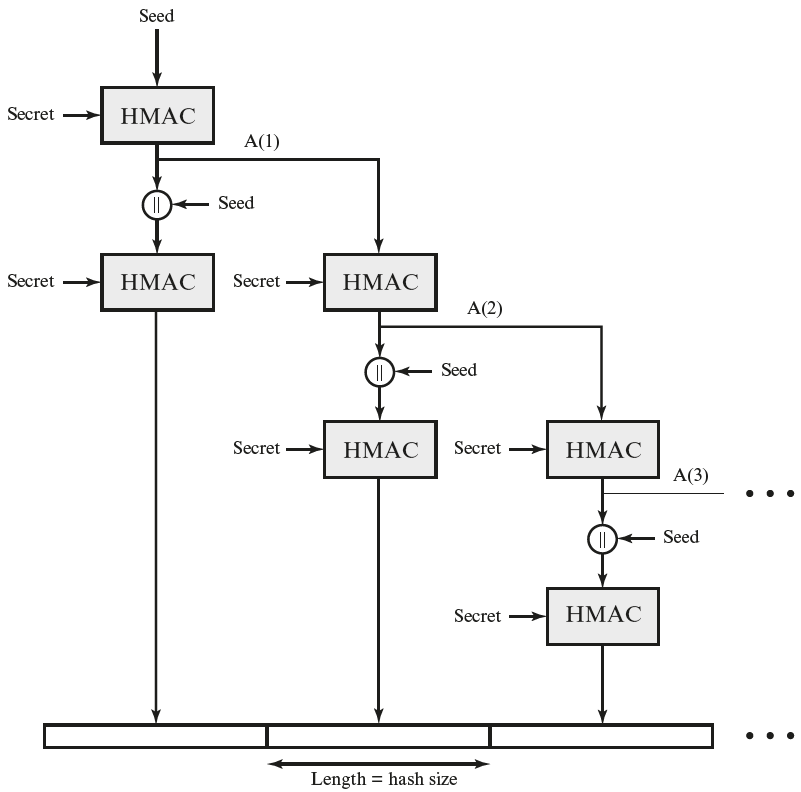 Seed
Secret HMAC
A(1)
|| Seed
Secret HMAC Secret HMAC
A(2)
|| Seed
Secret HMAC Secret HMAC
A(3) • • •
|| Seed
Secret HMAC
• • •
Length = hash size